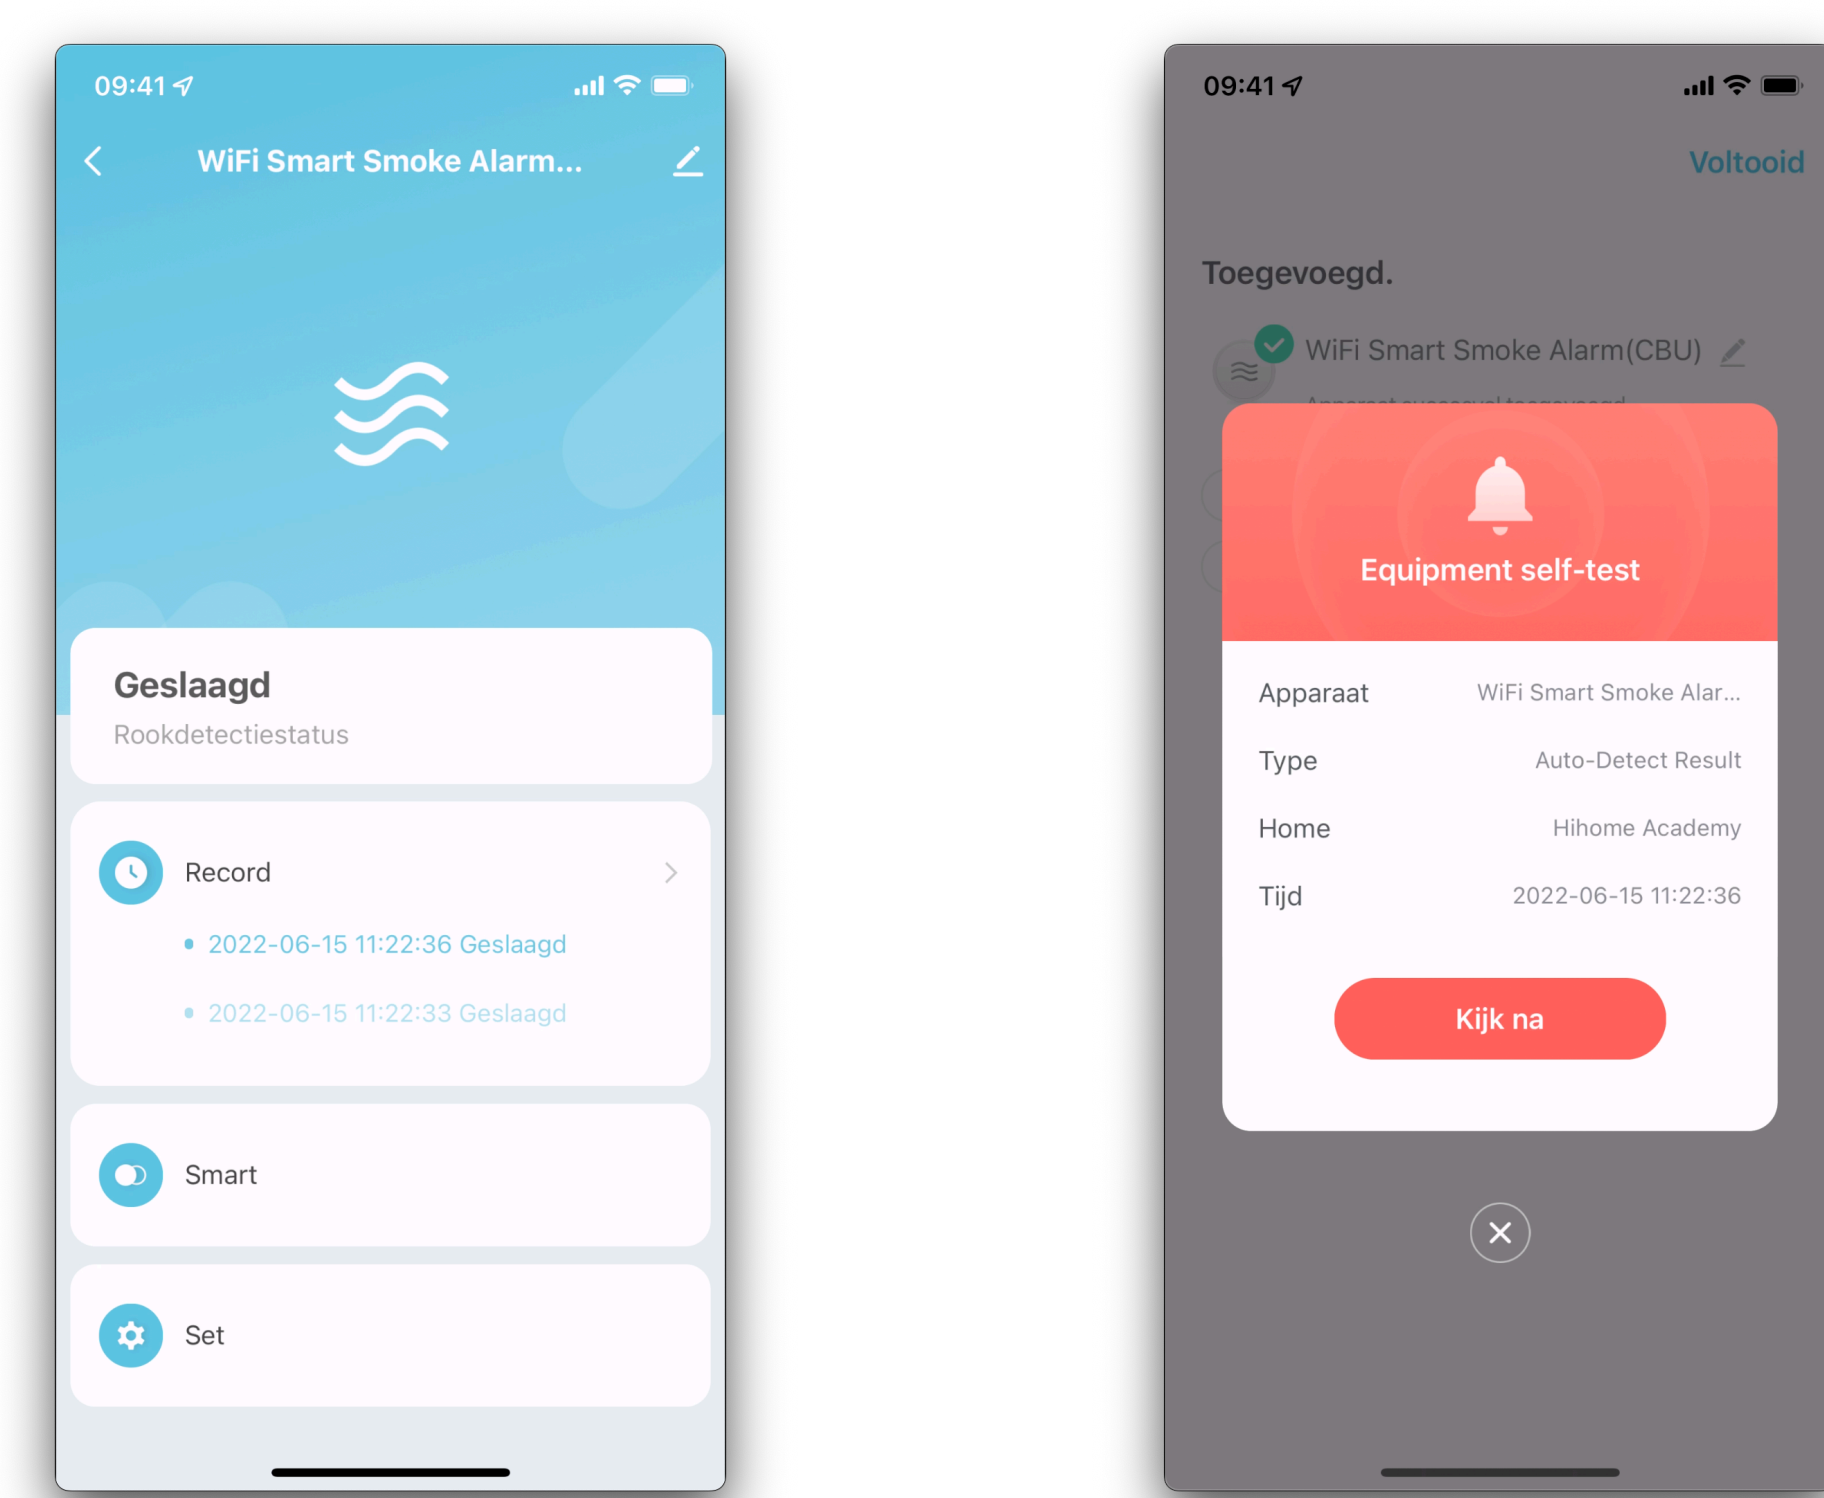 09:41
WiFi Smart Smoke Alarm...
Geslaagd
Rookdetectiestatus
Record
2022-06-15 11:22:36 Geslaagd
2022-06-15 11:22:33 Geslaagd
Smart
Set
09:41
Voltooid
Toegevoegd.
WiFi Smart Smoke Alarm(CBU)
Equipment self-test
Apparaat WiFi Smart Smoke Alar...
Type Auto-Detect Result
Home Hihome Academy
Tijd 2022-06-15 11:22:36
Kijk na